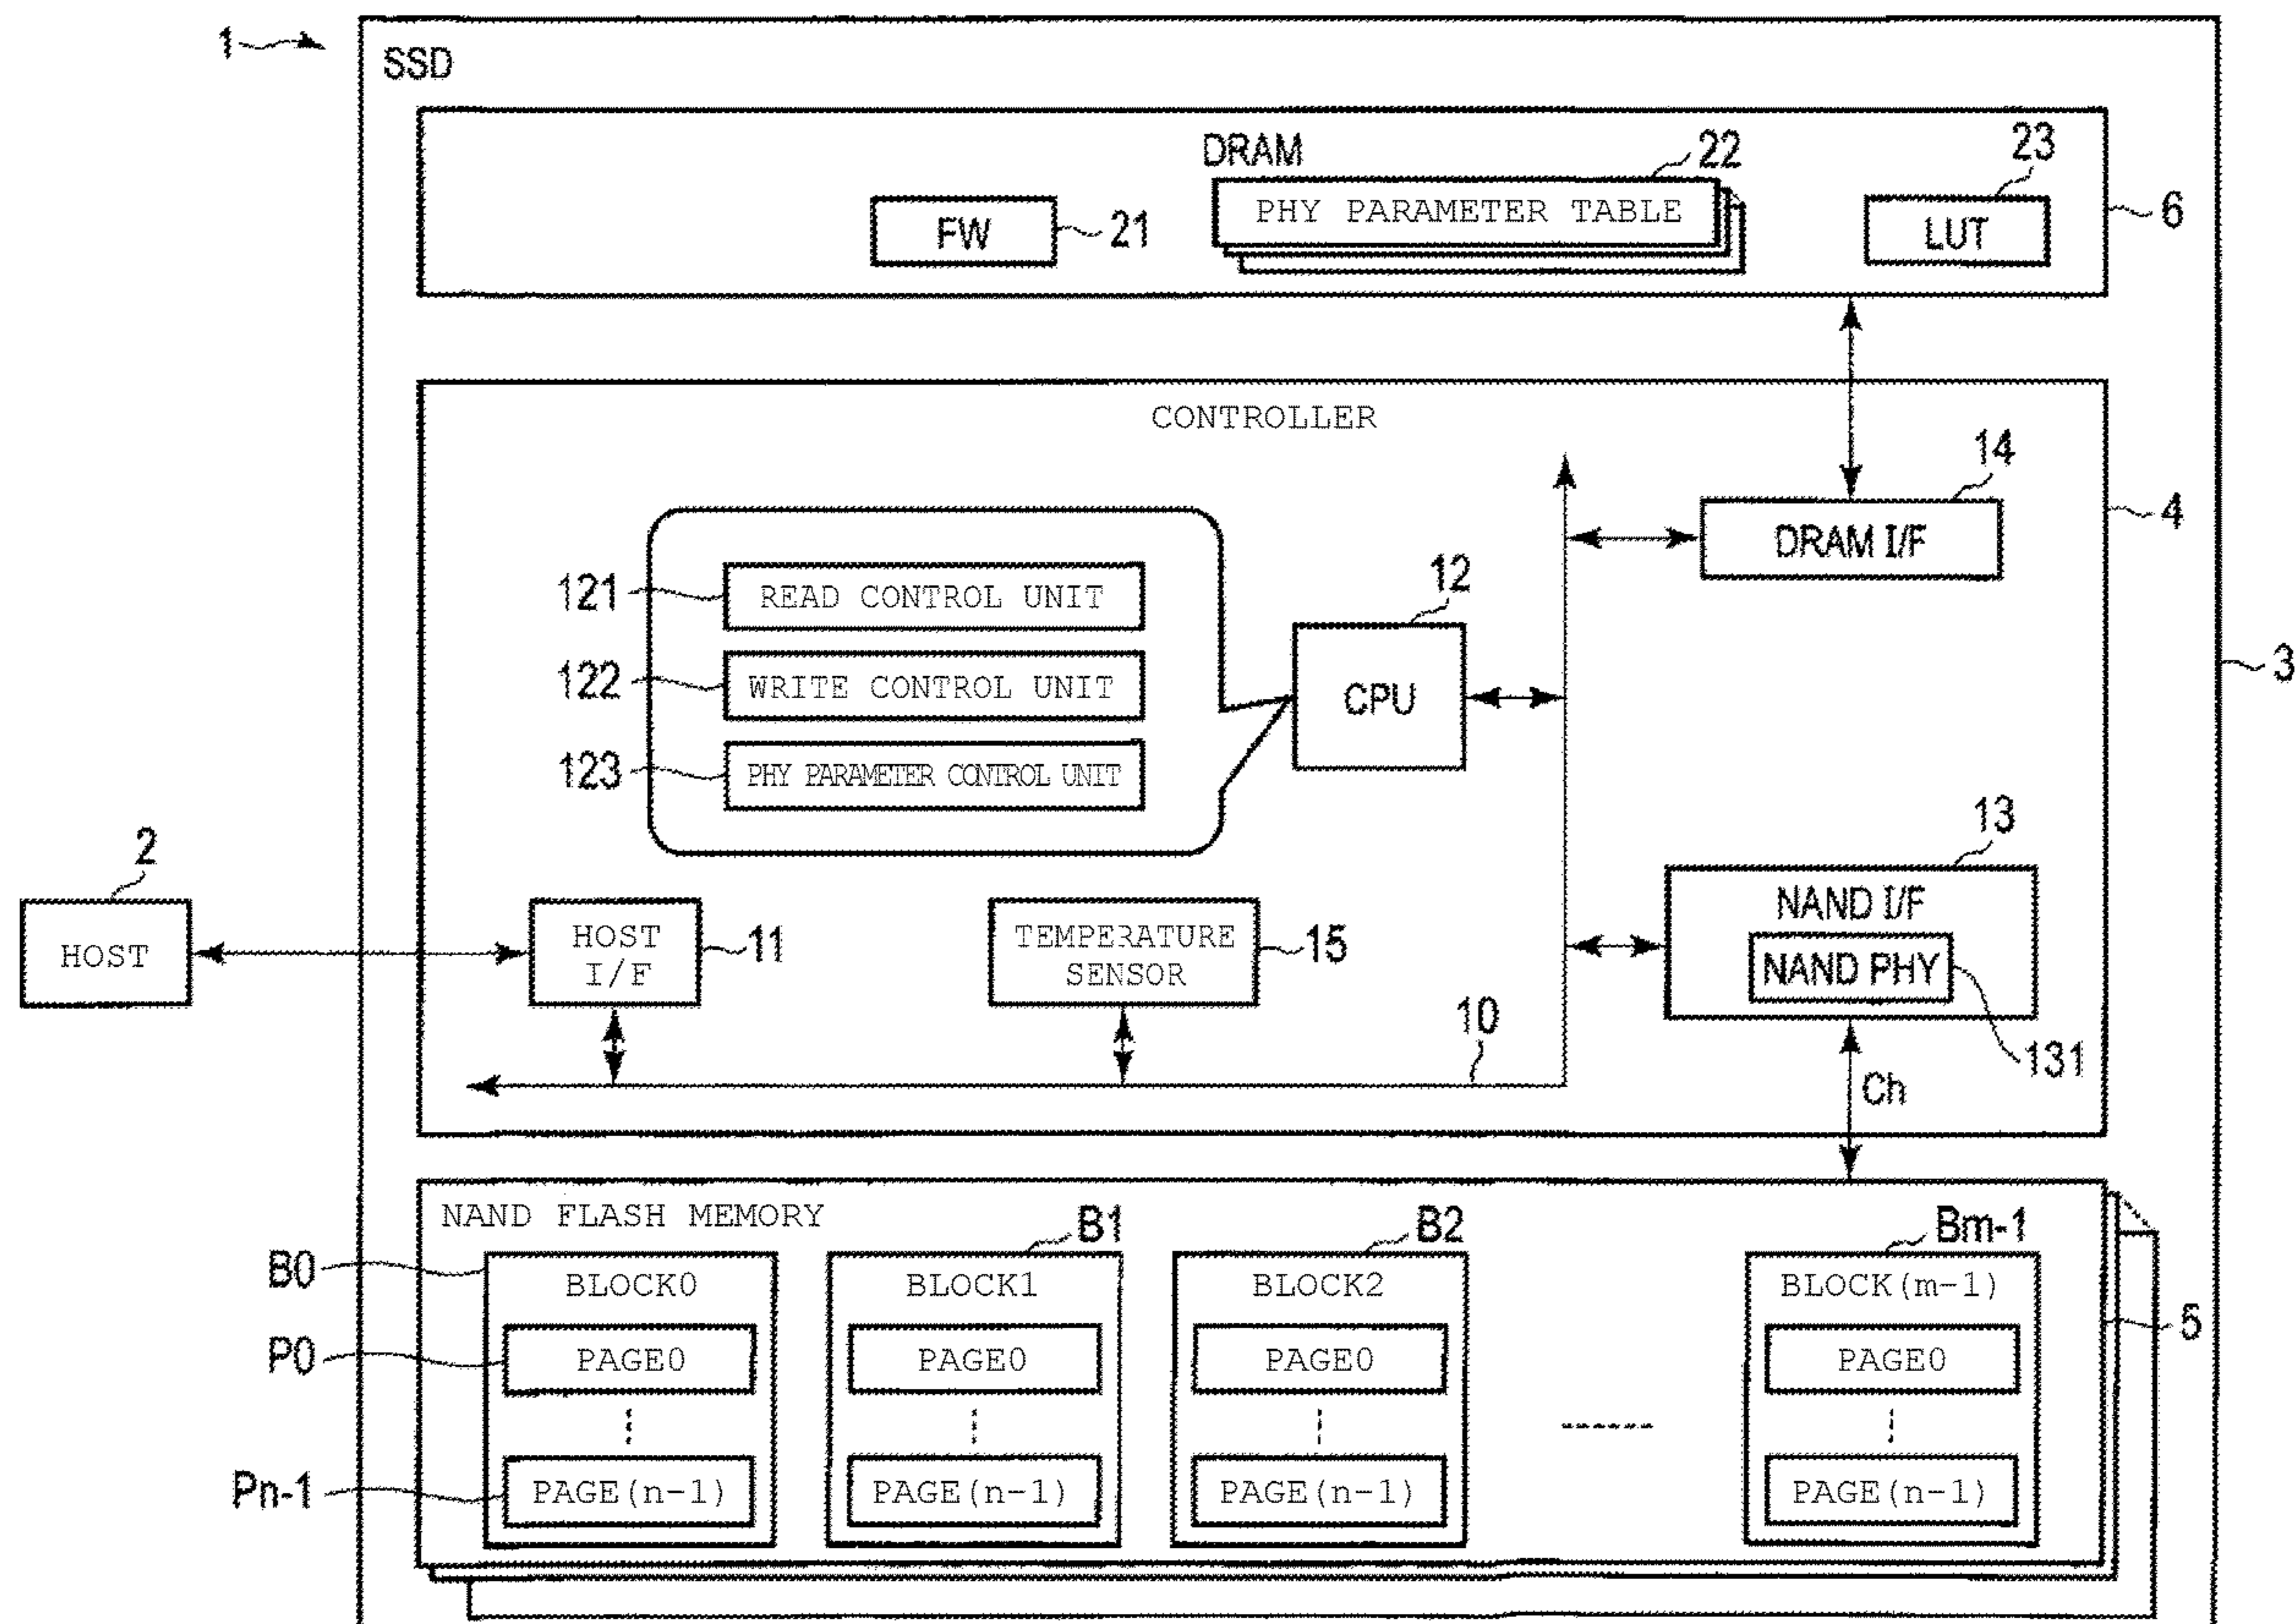 1
SSD
DRAM
22
23
PHY PARAMETER TABLE
FW
21
LUT
6
CONTROLLER
14
4
DRAM I/F
121
READ CONTROL UNIT
12
122
WRITE CONTROL UNIT
CPU
3
123
PHY PARAMETER CONTROL UNIT
13
2
NAND I/F
HOST
HOST
I/F
11
TEMPERATURE
SENSOR
15
NAND PHY
10
131
Ch
NAND FLASH MEMORY
B1
B2
Bm-1
B0
BLOCK0
BLOCK1
BLOCK2
BLOCK(m-1)
5
P0
PAGE0
PAGE0
PAGE0
PAGE0
Pn-1
PAGE(n-1)
PAGE(n-1)
PAGE(n-1)
PAGE(n-1)